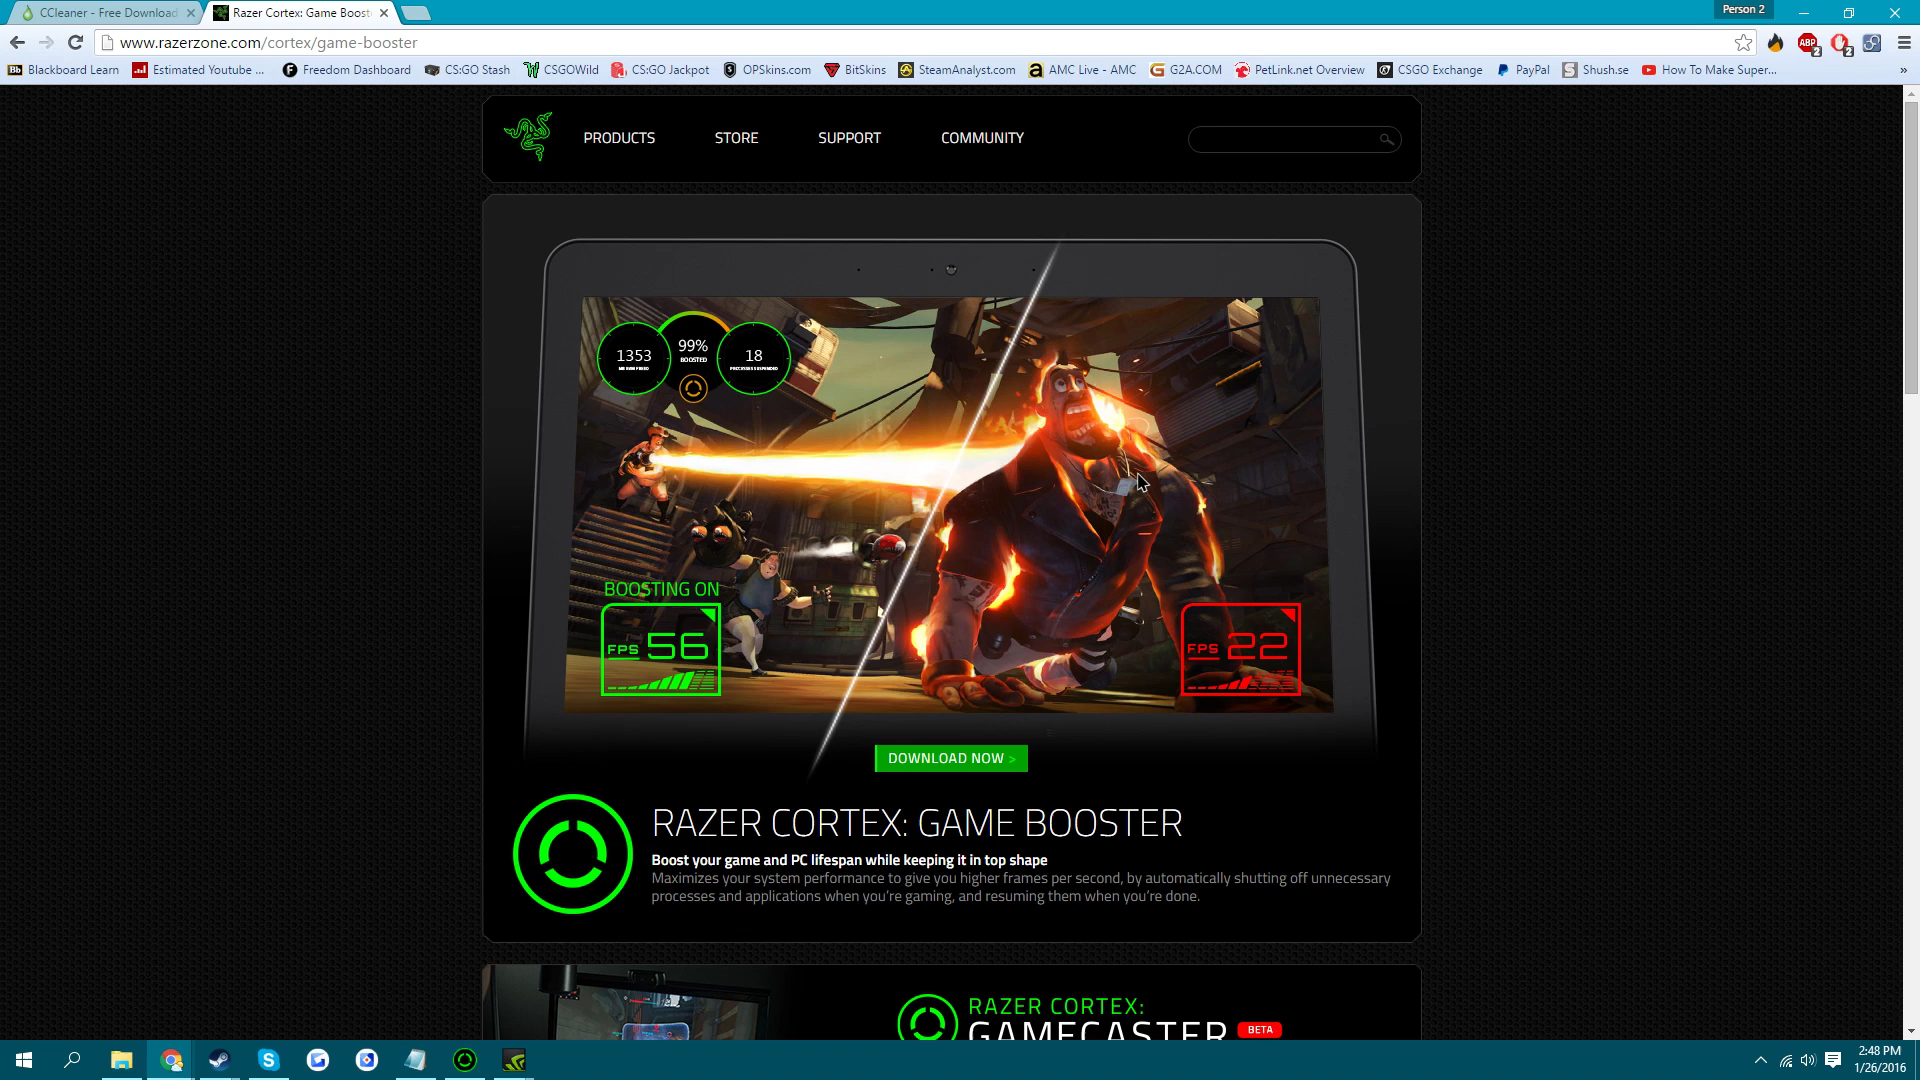 CCleaner - Free Download
Razer Cortex: Game Boost
Person 2
www.razerzone.com/cortex/game-booster
ABP
2
2
Bb Blackboard Learn
Estimated Youtube ...
F Freedom Dashboard
CS:GO Stash
CSGOWild
CS:GO Jackpot
OPSkins.com
BitSkins
SteamAnalyst.com
a AMC Live - AMC
G G2A.COM
PetLink.net Overview
CSGO Exchange
PayPal
S Shush.se
How To Make Super...
»
PRODUCTS
STORE
SUPPORT
COMMUNITY
1353
MB RAM FREED
99%
BOOSTED
18
PROCESSES SUSPENDED
BOOSTING ON
FPS 56
FPS 22
DOWNLOAD NOW >
RAZER CORTEX: GAME BOOSTER
Boost your game and PC lifespan while keeping it in top shape
Maximizes your system performance to give you higher frames per second, by automatically shutting off unnecessary
processes and applications when you're gaming, and resuming them when you're done.
RAZER CORTEX:
GAMECASTER BETA
2:48 PM
1/26/2016